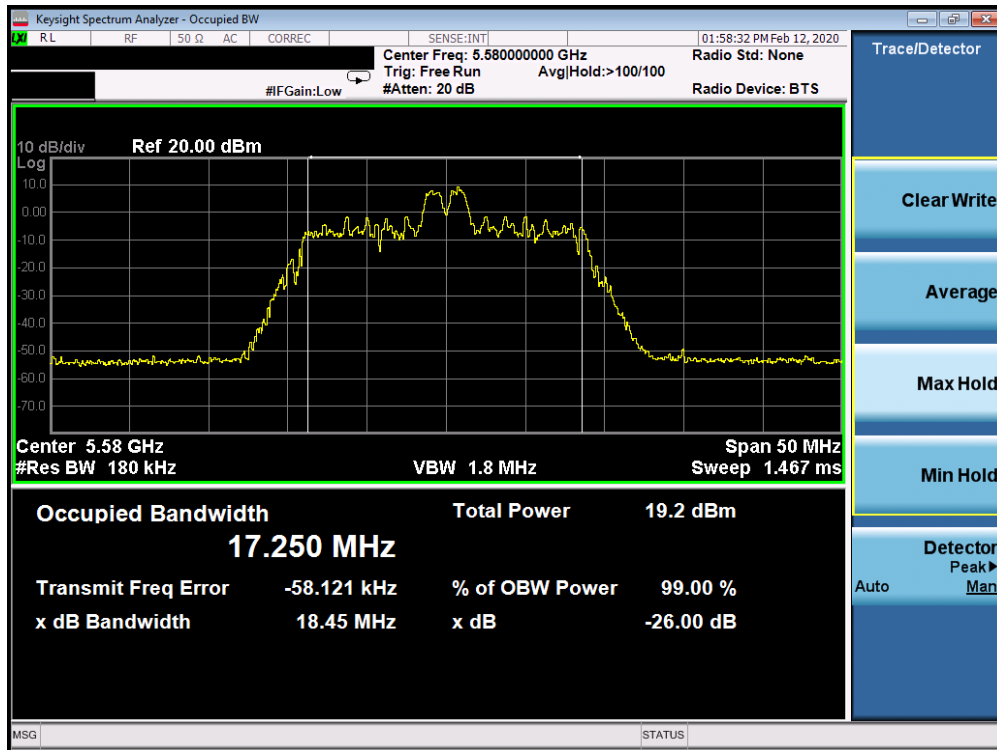 Keysight Spectrum Analyzer - Occupied BW
LXI RL RF 50 Ω AC CORREC SENSE:INT 01:58:32 PM Feb 12, 2020
Center Freq: 5.580000000 GHz Radio Std: None
Trig: Free Run Avg|Hold:>100/100
#IFGain:Low #Atten: 20 dB Radio Device: BTS
10 dB/div Ref 20.00 dBm
Log
10.0
0.00
-10.0
-20.0
-30.0
-40.0
-50.0
-60.0
-70.0
Center 5.58 GHz Span 50 MHz
#Res BW 180 kHz VBW 1.8 MHz Sweep 1.467 ms
Occupied Bandwidth Total Power 19.2 dBm
17.250 MHz
Transmit Freq Error -58.121 kHz % of OBW Power 99.00 %
x dB Bandwidth 18.45 MHz x dB -26.00 dB
MSG STATUS
Trace/Detector
Clear Write
Average
Max Hold
Min Hold
Detector
Peak▶
Auto Man